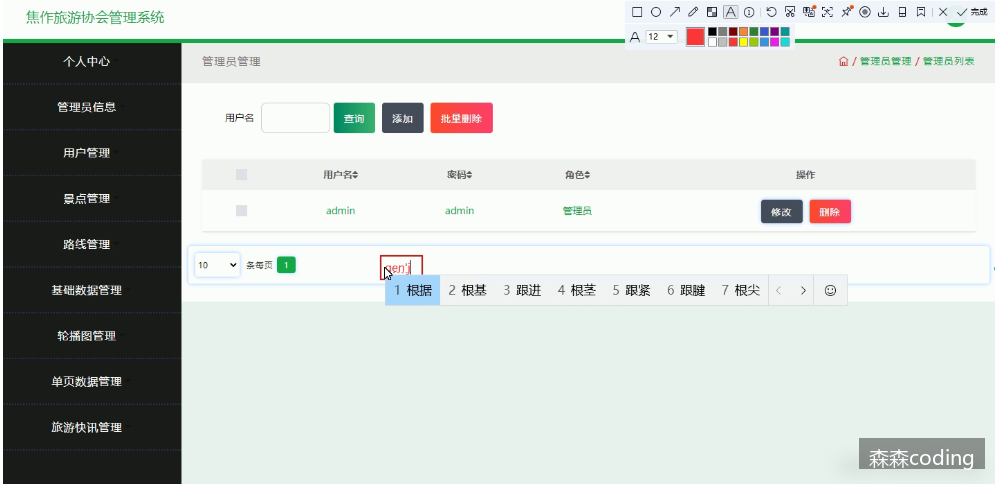 焦作旅游协会管理系统
完成
12
个人中心
管理员信息
用户管理
景点管理
路线管理
基础数据管理
轮播图管理
单页数据管理
旅游快讯管理
管理员管理
/ 管理员管理 / 管理员列表
用户名 查询 添加 批量删除
用户名 密码 角色 操作
admin admin 管理员 修改 删除
10 条每页 1
gen'j
1 根据 2 根基 3 跟进 4 根茎 5 跟紧 6 跟腱 7 根尖
森森coding